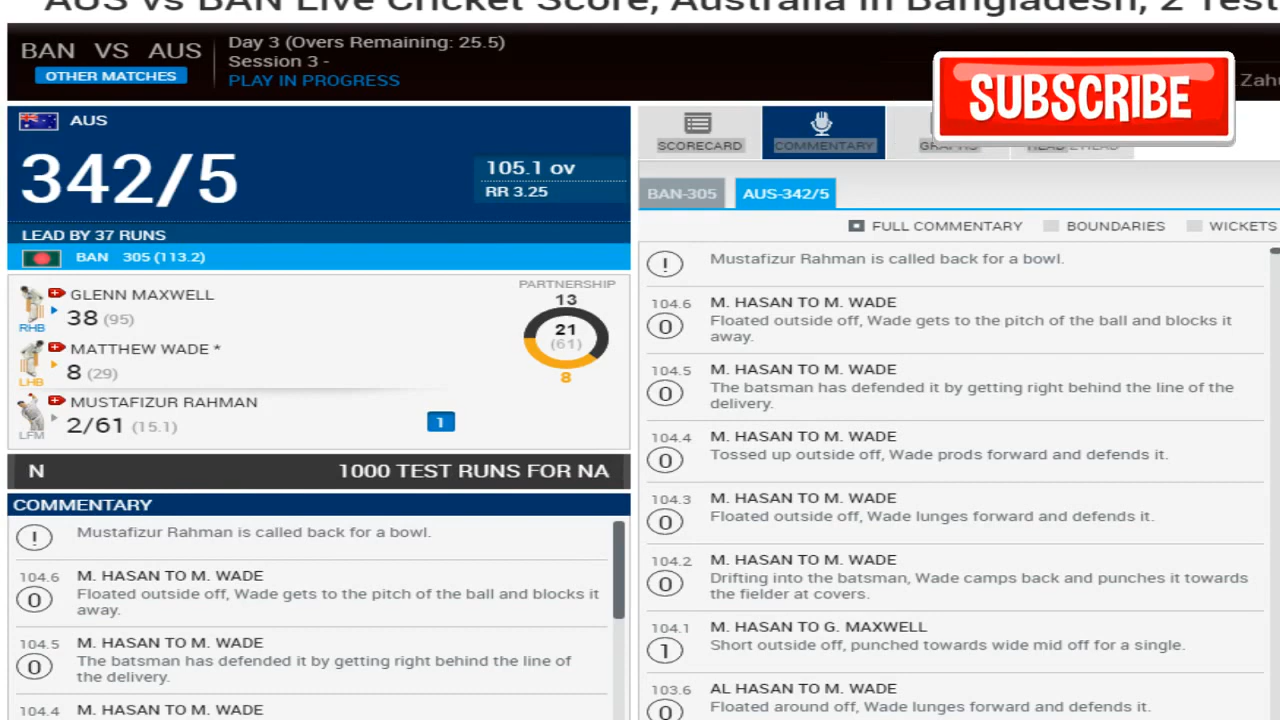 AUS vs BAN Live Cricket Score, Australia in Bangladesh, 2 Test
BAN VS AUS
OTHER MATCHES
Day 3 (Overs Remaining: 25.5)
Session 3 -
PLAY IN PROGRESS
SUBSCRIBE
AUS
342/5
105.1 ov
RR 3.25
LEAD BY 37 RUNS
BAN 305 (113.2)
GLENN MAXWELL
38 (95)
RHB
MATTHEW WADE *
8 (29)
LHB
MUSTAFIZUR RAHMAN
2/61 (15.1)
LFM
1
PARTNERSHIP
13
21
(61)
8
N 1000 TEST RUNS FOR NA
COMMENTARY
! Mustafizur Rahman is called back for a bowl.
104.6 M. HASAN TO M. WADE
0 Floated outside off, Wade gets to the pitch of the ball and blocks it
away.
104.5 M. HASAN TO M. WADE
0 The batsman has defended it by getting right behind the line of
the delivery.
104.4 M. HASAN TO M. WADE
SCORECARD
COMMENTARY
GRAPHS
BAN-305
AUS-342/5
FULL COMMENTARY
BOUNDARIES
WICKETS
! Mustafizur Rahman is called back for a bowl.
104.6 M. HASAN TO M. WADE
0 Floated outside off, Wade gets to the pitch of the ball and blocks it
away.
104.5 M. HASAN TO M. WADE
0 The batsman has defended it by getting right behind the line of the
delivery.
104.4 M. HASAN TO M. WADE
0 Tossed up outside off, Wade prods forward and defends it.
104.3 M. HASAN TO M. WADE
0 Floated outside off, Wade lunges forward and defends it.
104.2 M. HASAN TO M. WADE
0 Drifting into the batsman, Wade camps back and punches it towards
the fielder at covers.
104.1 M. HASAN TO G. MAXWELL
1 Short outside off, punched towards wide mid off for a single.
103.6 AL HASAN TO M. WADE
0 Floated around off, Wade lunges forward and defends it.